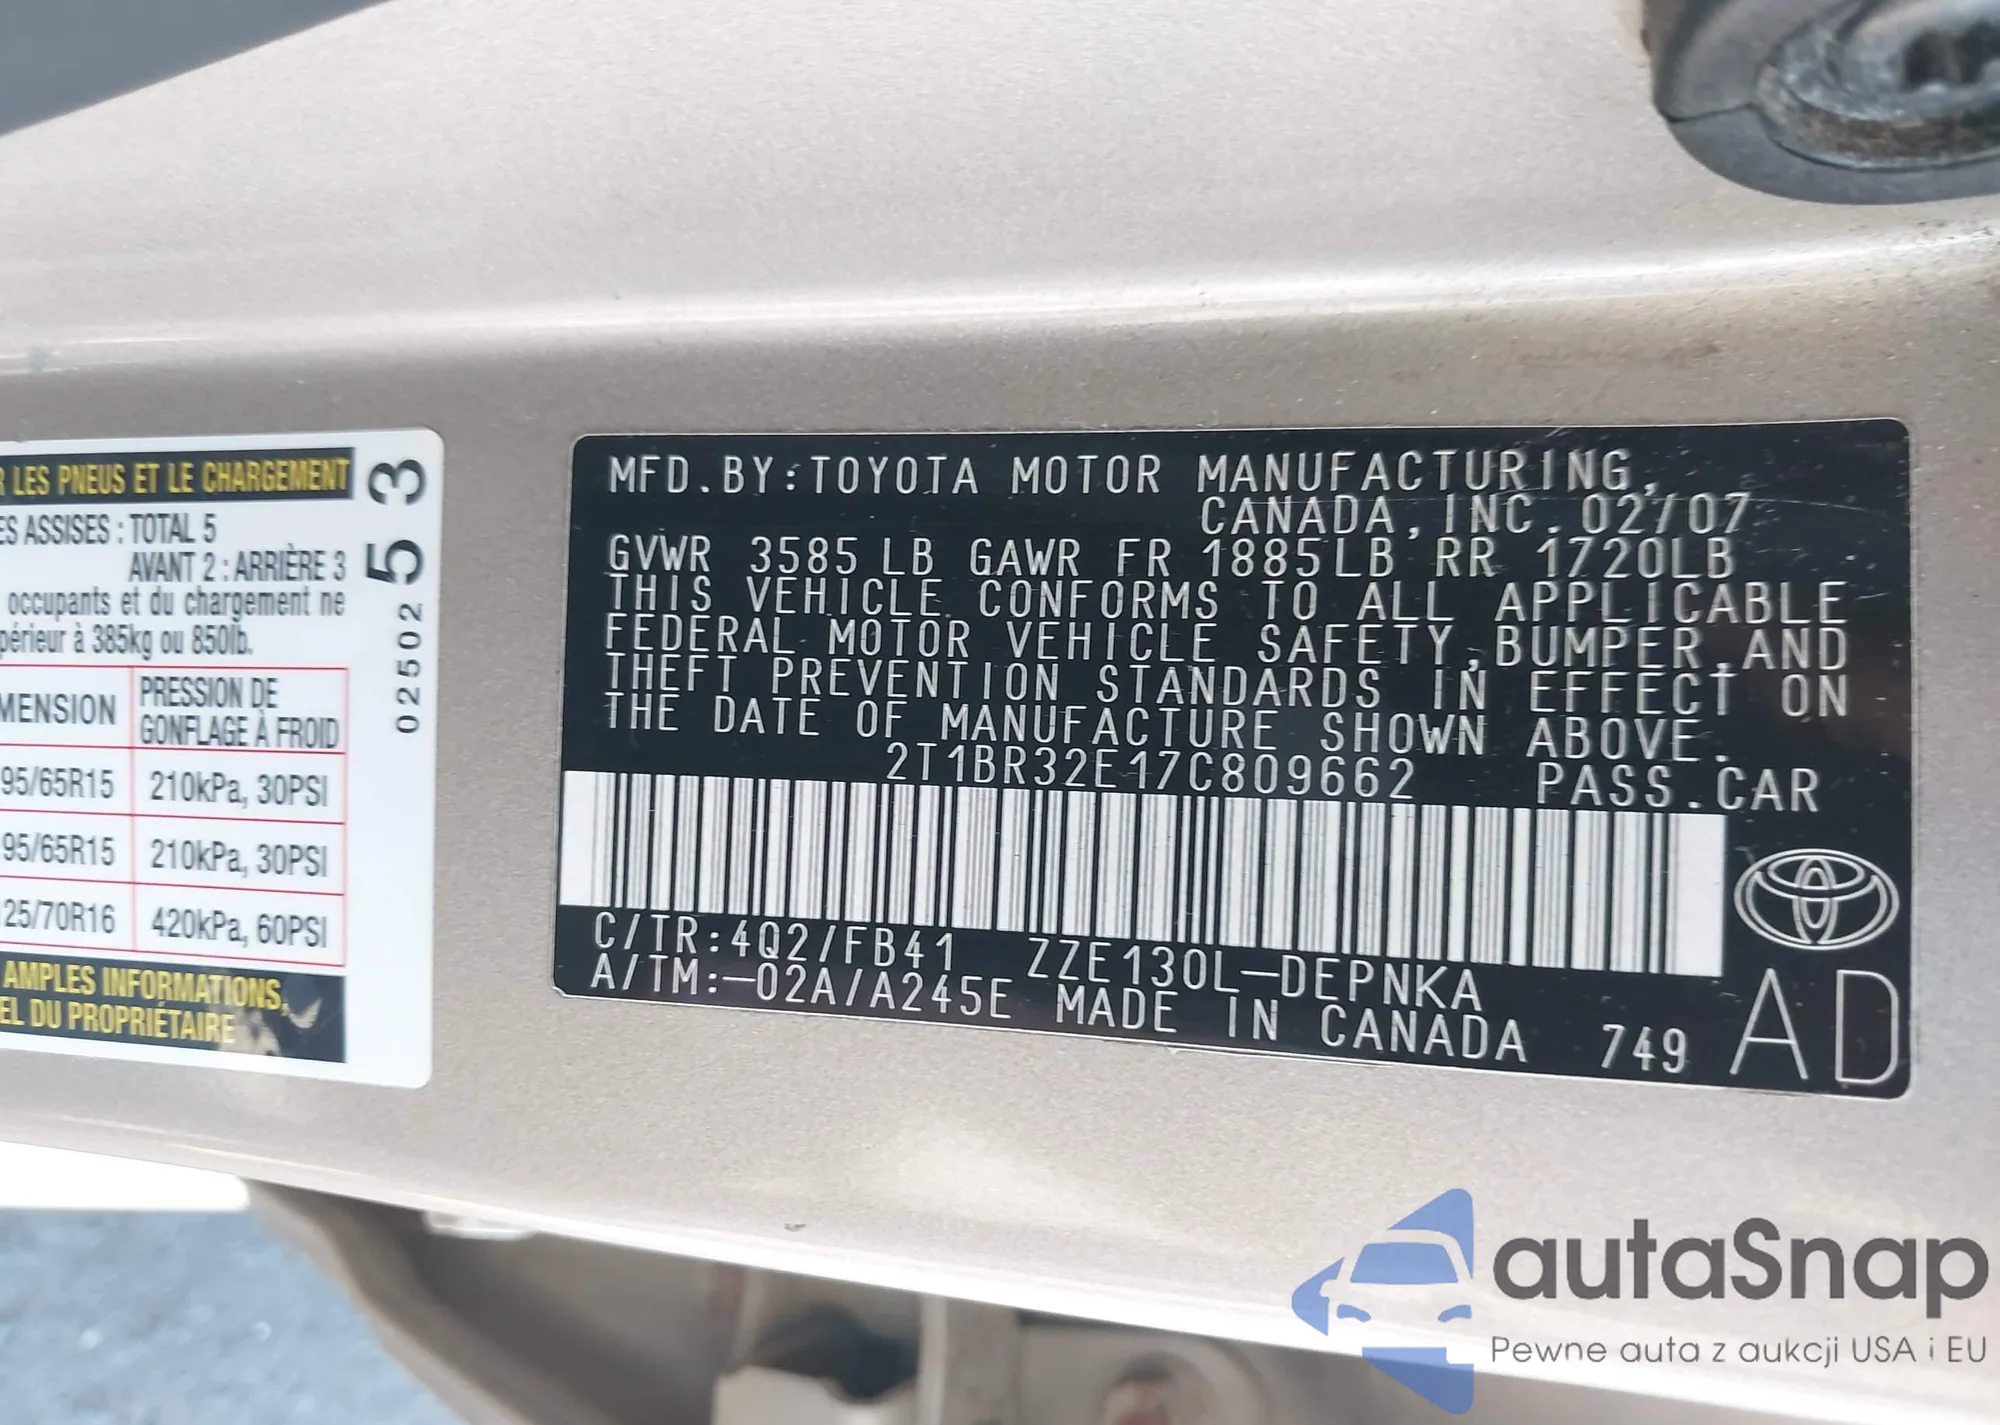 LES PNEUS ET LE CHARGEMENT
ASSISES : TOTAL 5
AVANT 2 : ARRIÈRE 3
occupants et du chargement ne
à 385kg ou 850lb.
PRESSION DE
GONFLAGE À FROID
95/65R15 210kPa, 30PSI
95/65R15 210kPa, 30PSI
25/70R16 420kPa, 60PSI
AMPLES INFORMATIONS,
DU PROPRIÉTAIRE
02502 53
MFD.BY:TOYOTA MOTOR MANUFACTURING,
CANADA,INC. 02/07
GVWR 3585 LB GAWR FR 1885LB RR 1720LB
THIS VEHICLE CONFORMS TO ALL APPLICABLE
FEDERAL MOTOR VEHICLE SAFETY,BUMPER,AND
THEFT PREVENTION STANDARDS IN EFFECT ON
THE DATE OF MANUFACTURE SHOWN ABOVE.
2T1BR32E17C809662 PASS.CAR
C/TR:4Q2/FB41 ZZE130L-DEPNKA
A/TM:-02A/A245E MADE IN CANADA 749 AD
autaSnap
Pewne auta z aukcji USA i EU